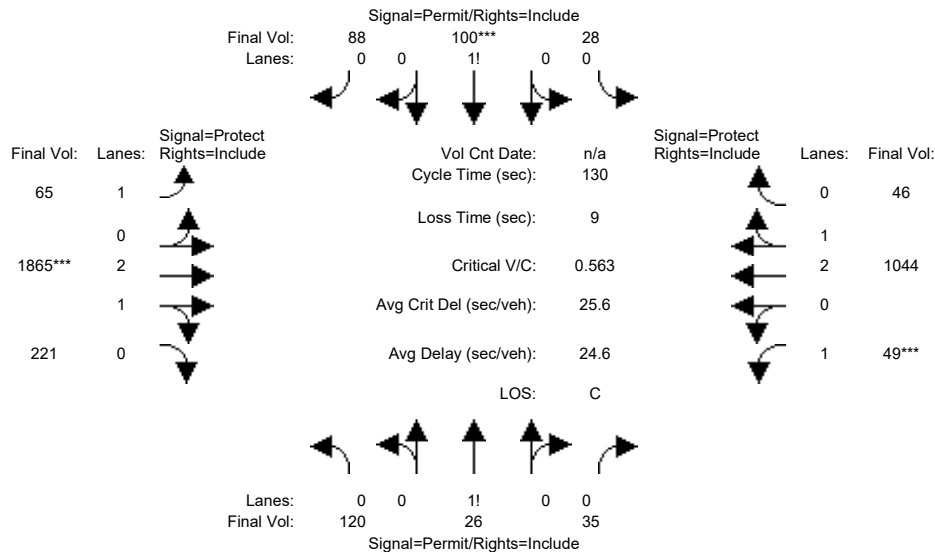 Signal=Permit/Rights=Include
Final Vol: 88 100*** 28
Lanes: 0 0 1! 0 0
Signal=Protect Signal=Protect
Final Vol: Lanes: Rights=Include Vol Cnt Date: n/a Rights=Include Lanes: Final Vol:
Cycle Time (sec): 130
65 1 0 46
Loss Time (sec): 9
0 1
1865*** 2 Critical V/C: 0.563 2 1044
1 Avg Crit Del (sec/veh): 25.6 0
221 0 Avg Delay (sec/veh): 24.6 1 49***
LOS: C
Lanes: 0 0 1! 0 0
Final Vol: 120 26 35
Signal=Permit/Rights=Include